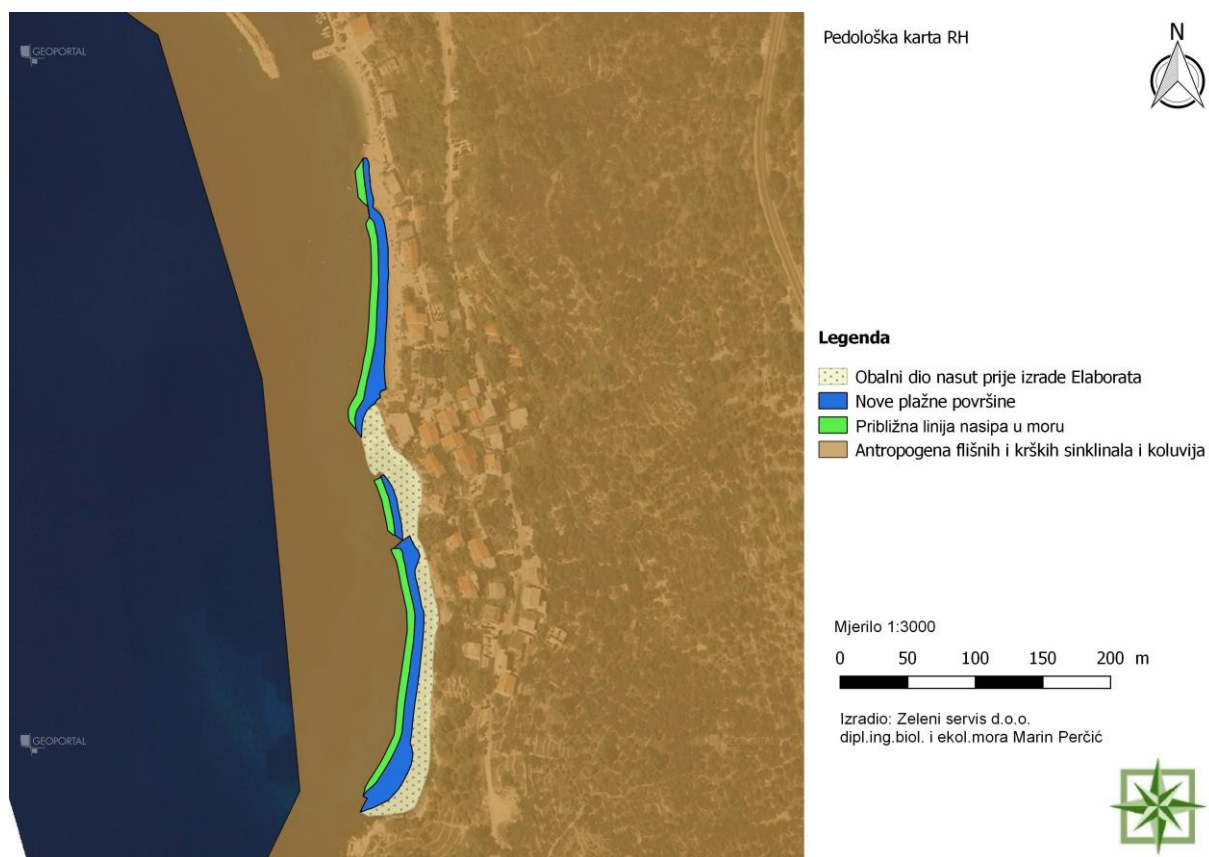 GEOPORTAL
Pedološka karta RH
N
Legenda
Obalni dio nasut prije izrade Elaborata
Nove plažne površine
Približna linija nasipa u moru
Antropogena flišnih i krških sinklinala i koluvija
Mjerilo 1:3000
0 50 100 150 200 m
Izradio: Zeleni servis d.o.o.
dipl.ing.biol. i ekol.mora Marin Perčić
GEOPORTAL